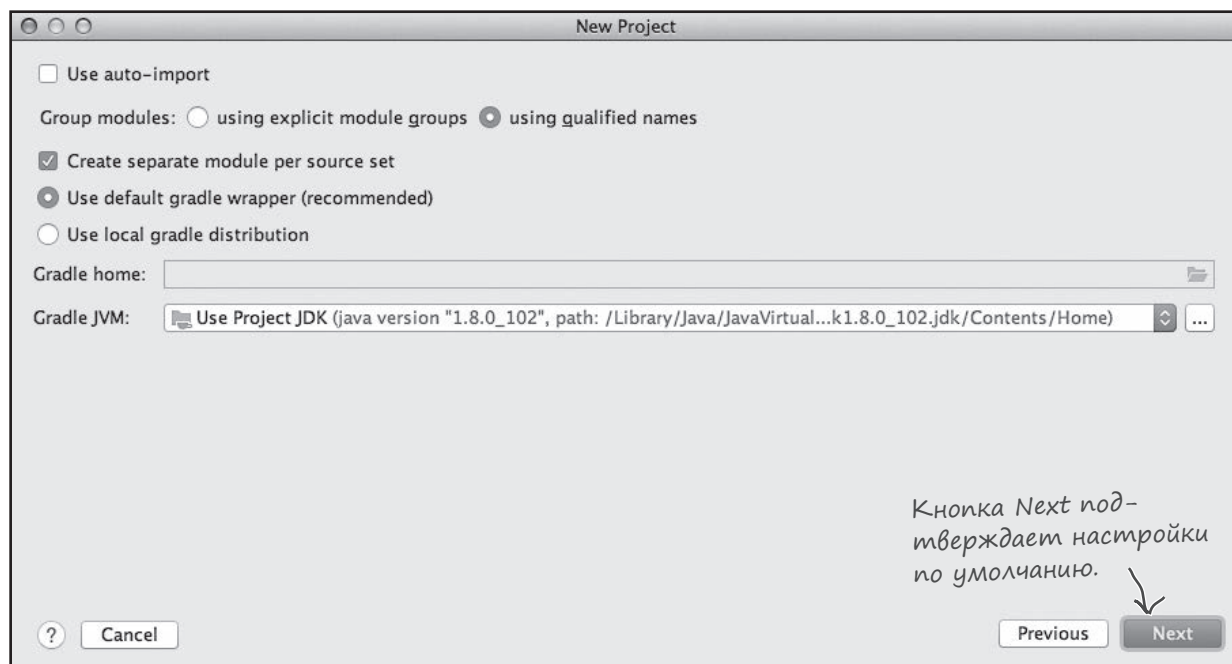 New Project
Use auto-import
Group modules: using explicit module groups using qualified names
Create separate module per source set
Use default gradle wrapper (recommended)
Use local gradle distribution
Gradle home:
Gradle JVM: Use Project JDK (java version "1.8.0_102", path: /Library/Java/JavaVirtual...k1.8.0_102.jdk/Contents/Home) ...
Кнопка Next под-
тверждает настройки
по умолчанию.
? Cancel Previous Next